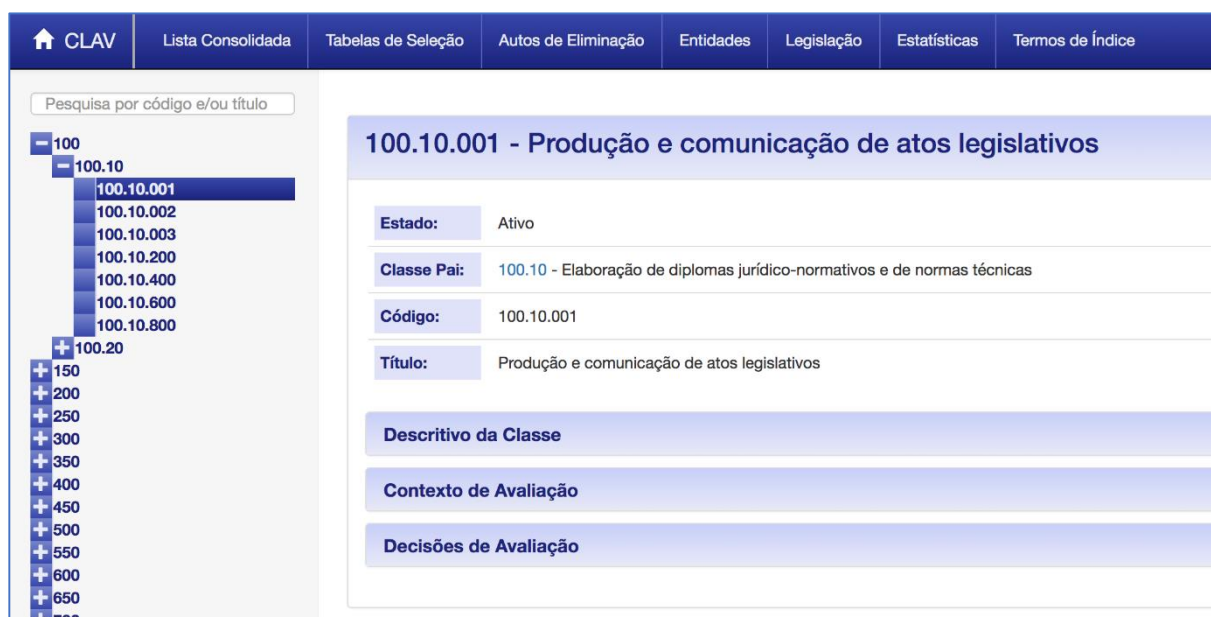 CLAV Lista Consolidada Tabelas de Seleção Autos de Eliminação Entidades Legislação Estatísticas Termos de Índice
Pesquisa por código e/ou título
100
100.10
100.10.001
100.10.002
100.10.003
100.10.200
100.10.400
100.10.600
100.10.800
100.20
150
200
250
300
350
400
450
500
550
600
650
100.10.001 - Produção e comunicação de atos legislativos
Estado: Ativo
Classe Pai: 100.10 - Elaboração de diplomas jurídico-normativos e de normas técnicas
Código: 100.10.001
Título: Produção e comunicação de atos legislativos
Descritivo da Classe
Contexto de Avaliação
Decisões de Avaliação